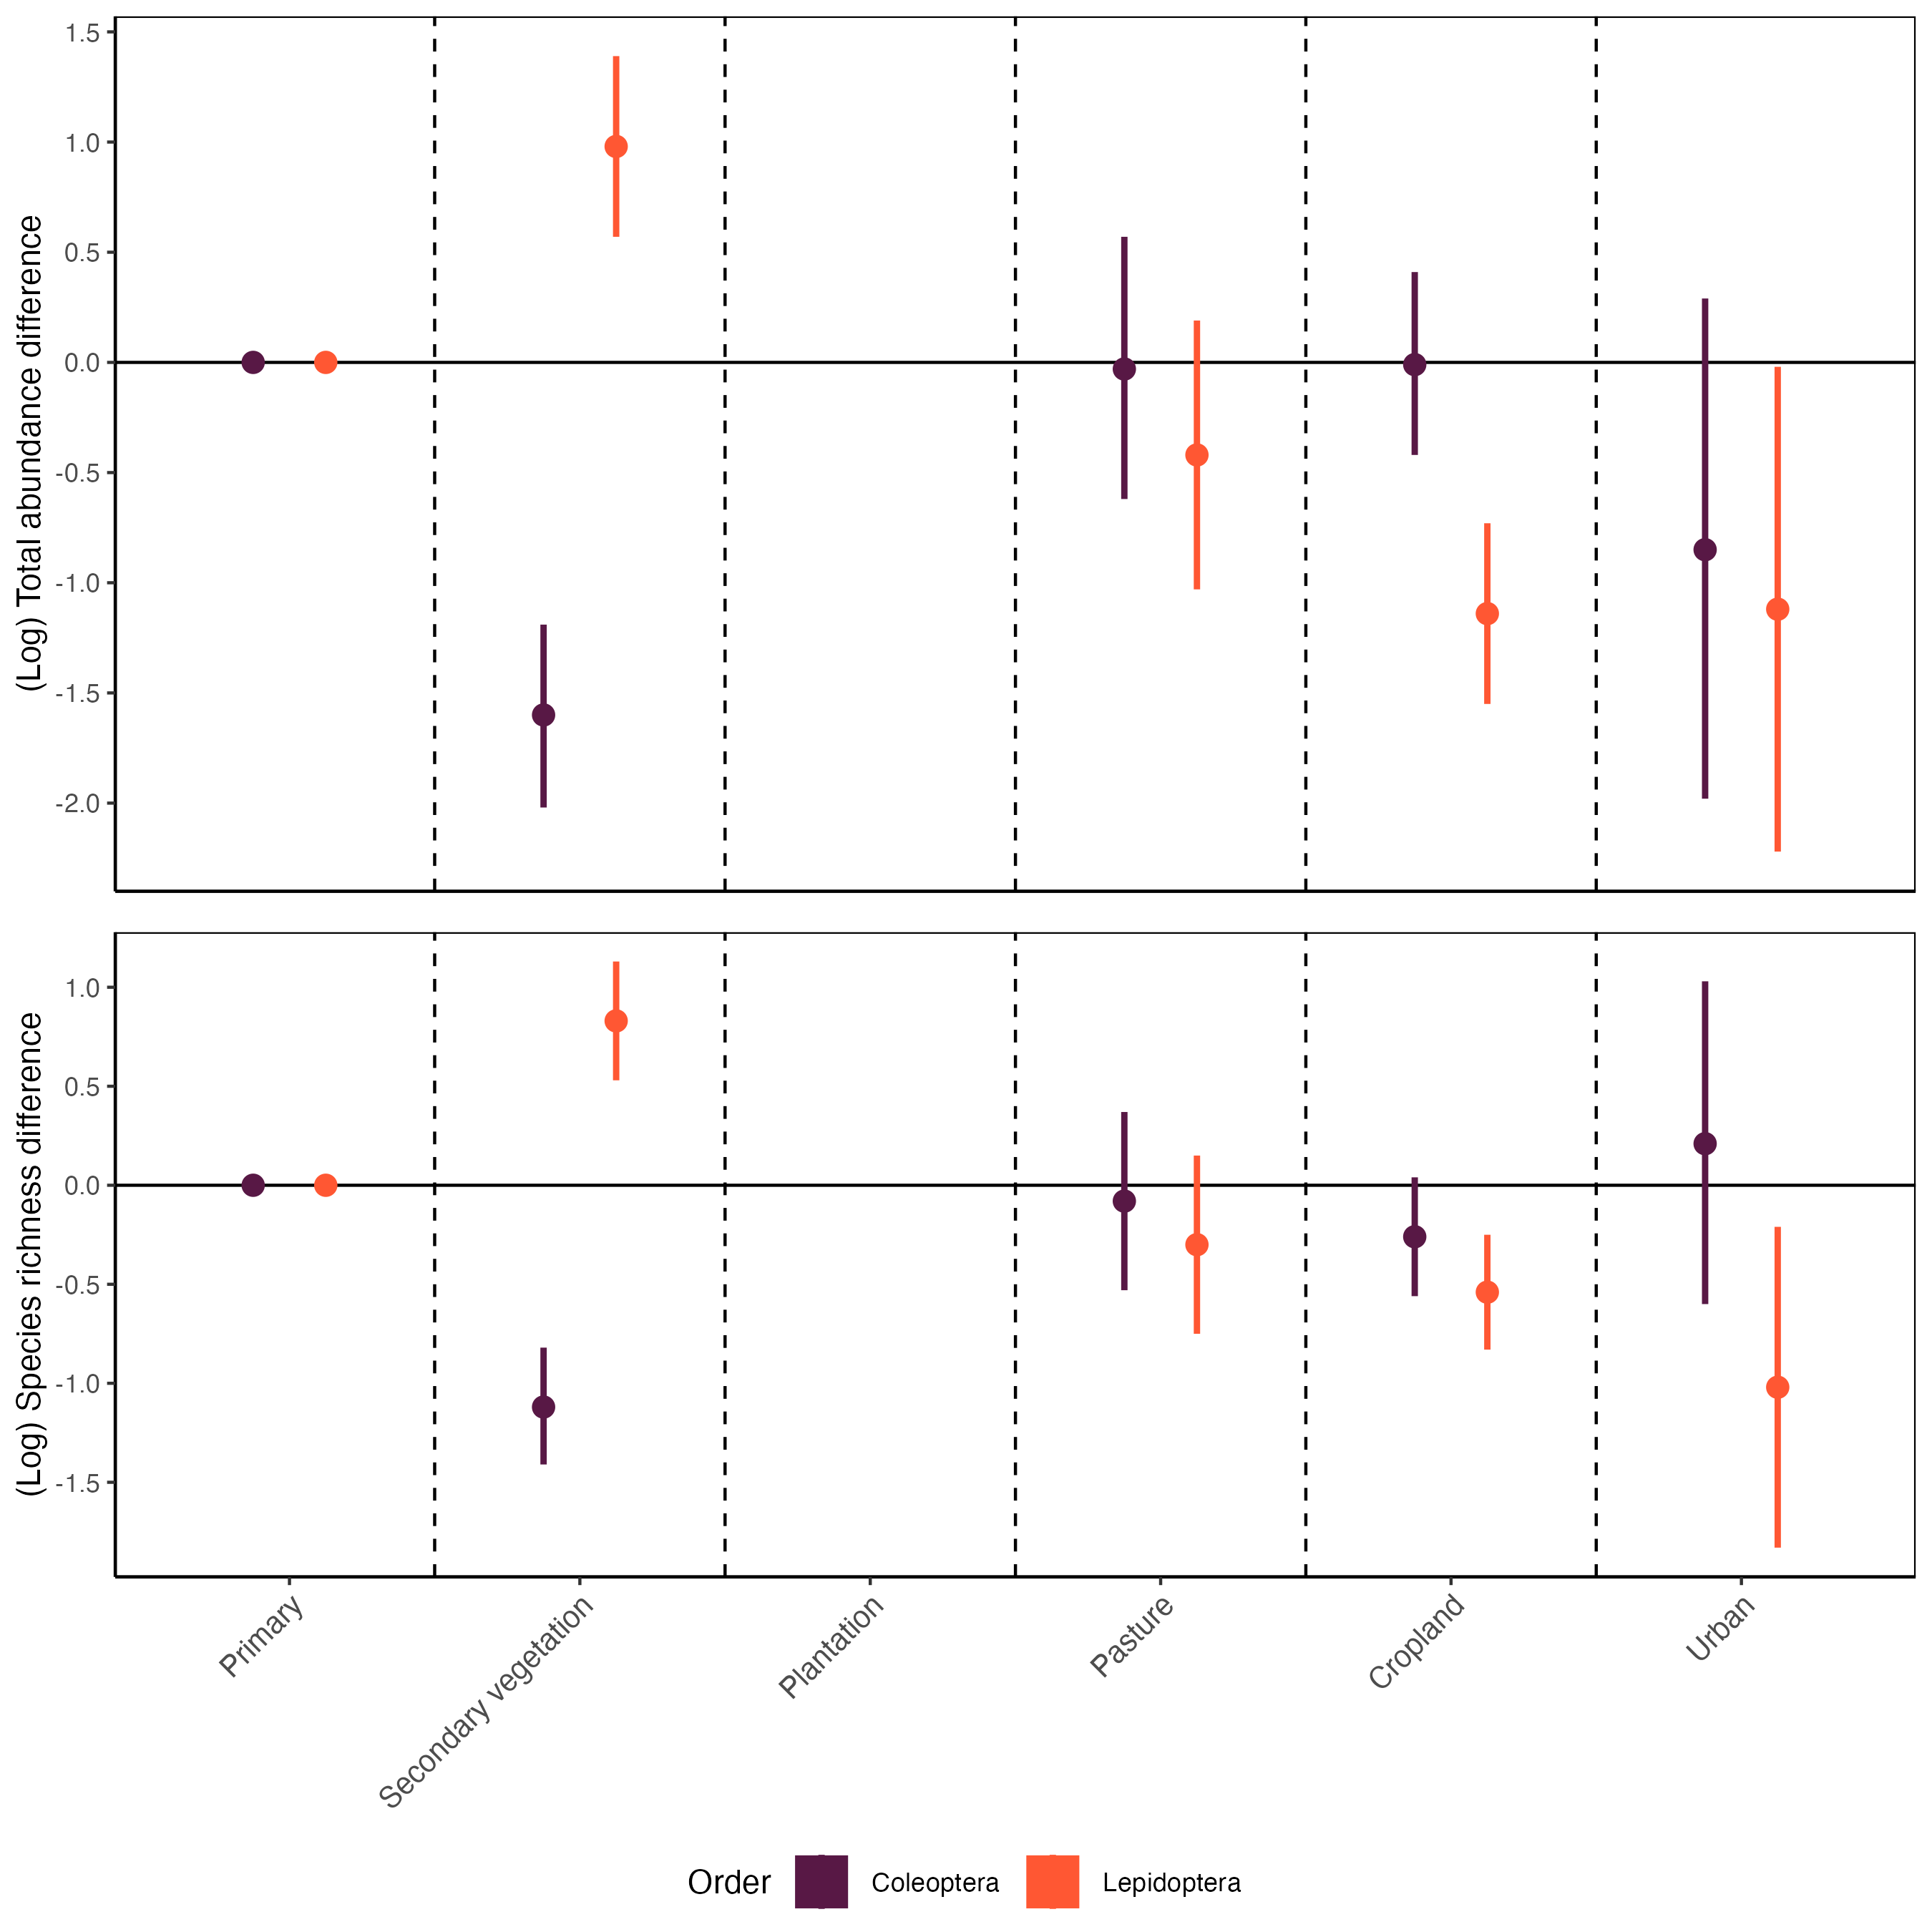 (Log) Total abundance difference
1.5
1.0
0.5
0.0
-0.5
-1.0
-1.5
-2.0
(Log) Species richness difference
1.0
0.5
0.0
-0.5
-1.0
-1.5
Primary
Secondary vegetation
Plantation
Pasture
Cropland
Urban
Order Coleoptera Lepidoptera